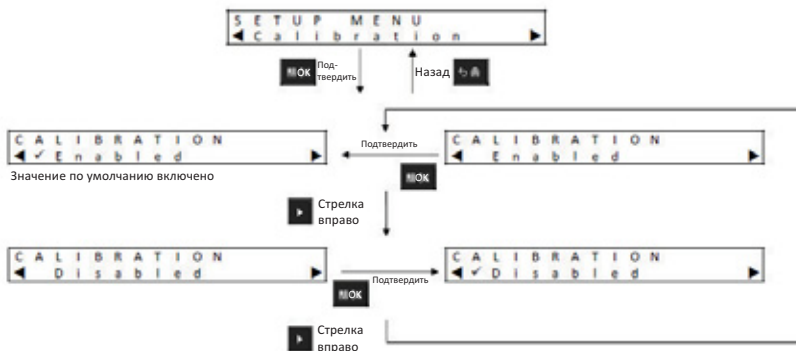 SETUP MENU
◀ Calibration ▶
OK
Под-
твердить
Назад
CALIBRATION
◀ ✓ Enabled ▶
Подтвердить
CALIBRATION
◀ Enabled ▶
Значение по умолчанию включено
OK
Стрелка
вправо
CALIBRATION
◀ Disabled ▶
Подтвердить
CALIBRATION
◀ ✓ Disabled ▶
OK
Стрелка
вправо